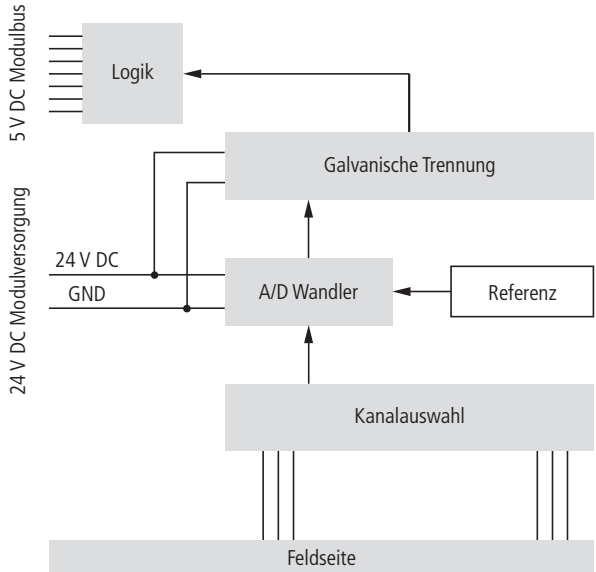 5 V DC Modulbus
Logik
Galvanische Trennung
24 V DC Modulversorgung
24 V DC
GND
A/D Wandler
Referenz
Kanalauswahl
Feldseite